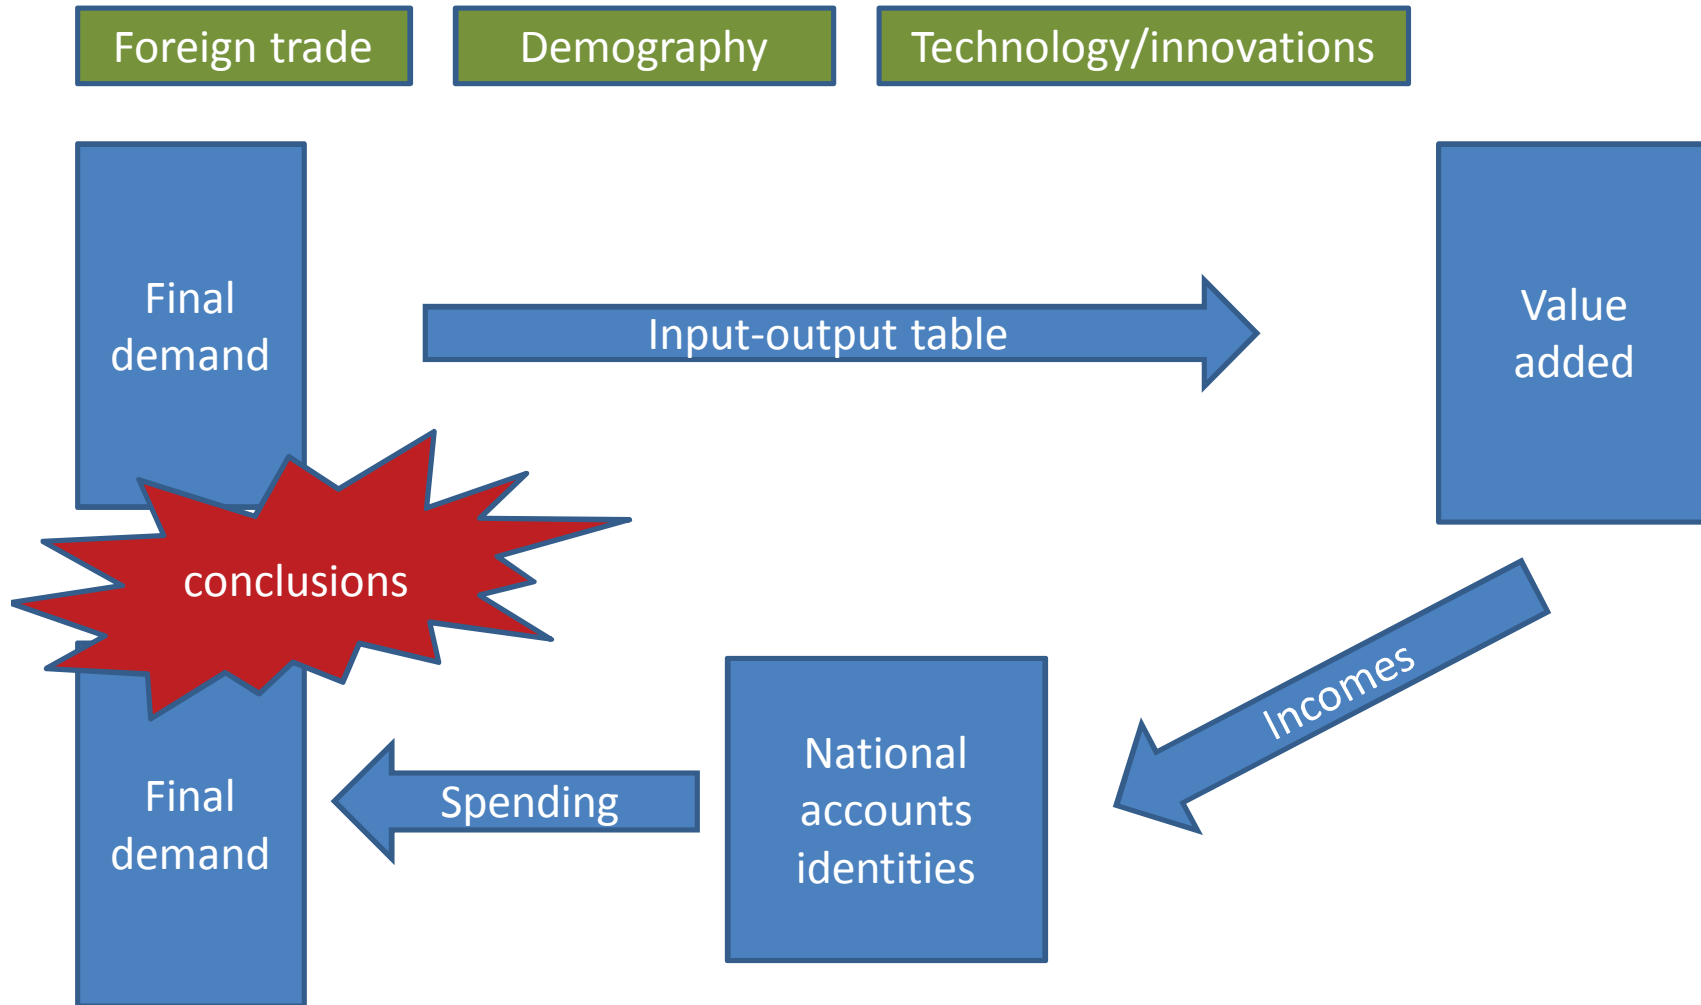 Foreign trade
Demography
Technology/innovations
Final
demand
Input-output table
Value
added
conclusions
Incomes
National
accounts
identities
Spending
Final
demand